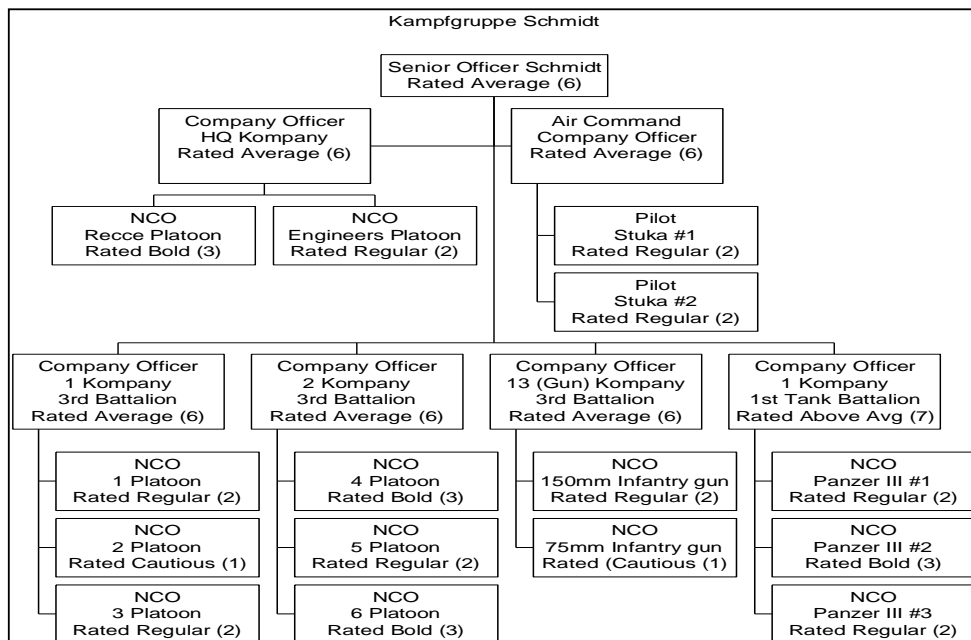 Kampfgruppe Schmidt
Senior Officer Schmidt
Rated Average (6)
Company Officer
HQ Kompany
Rated Average (6)
Air Command
Company Officer
Rated Average (6)
NCO
Recce Platoon
Rated Bold (3)
NCO
Engineers Platoon
Rated Regular (2)
Pilot
Stuka #1
Rated Regular (2)
Pilot
Stuka #2
Rated Regular (2)
Company Officer
1 Kompany
3rd Battalion
Rated Average (6)
Company Officer
2 Kompany
3rd Battalion
Rated Average (6)
Company Officer
13 (Gun) Kompany
3rd Battalion
Rated Average (6)
Company Officer
1 Kompany
1st Tank Battalion
Rated Above Avg (7)
NCO
1 Platoon
Rated Regular (2)
NCO
2 Platoon
Rated Cautious (1)
NCO
3 Platoon
Rated Regular (2)
NCO
4 Platoon
Rated Bold (3)
NCO
5 Platoon
Rated Regular (2)
NCO
6 Platoon
Rated Bold (3)
NCO
150mm Infantry gun
Rated Regular (2)
NCO
75mm Infantry gun
Rated (Cautious (1)
NCO
Panzer III #1
Rated Regular (2)
NCO
Panzer III #2
Rated Bold (3)
NCO
Panzer III #3
Rated Regular (2)